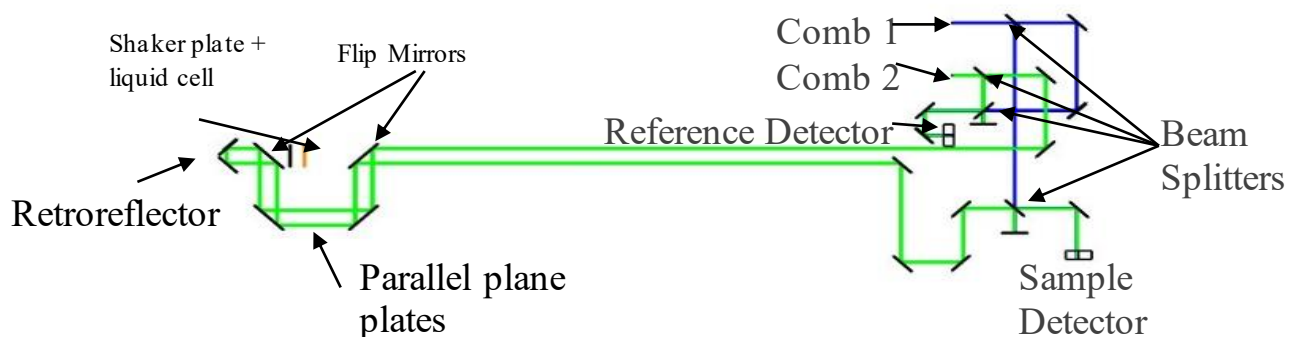 Shaker plate +
liquid cell
Flip Mirrors
Comb 1
Comb 2
Reference Detector
Beam
Splitters
Retroreflector
Parallel plane
plates
Sample
Detector